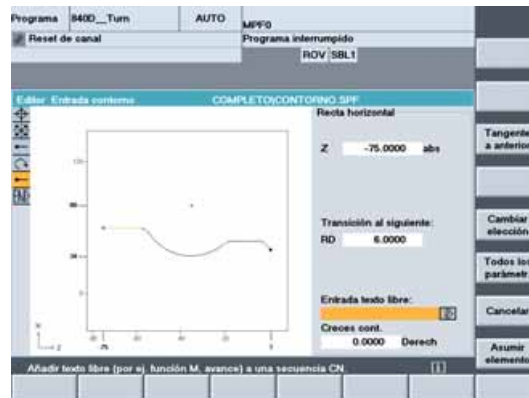 Programa 840D__Turn AUTO MPF0
Reset de canal Programa interrumpido
ROV SBL1
Editor Entrada contorno COMPLETO\CONTORNO.SPF
Recta horizontal
Z -75.0000 abs
Transición al siguiente:
RD 6.0000
Entrada texto libre:
Creces cont.
0.0000 Derech
Añadir texto libre (por ej. función M, avance) a una secuencia CN.
Tangente
a anterior
Cambiar
elección
Todos los
parámetr.
Cancelar
Asumir
elemento
END
-75
Z